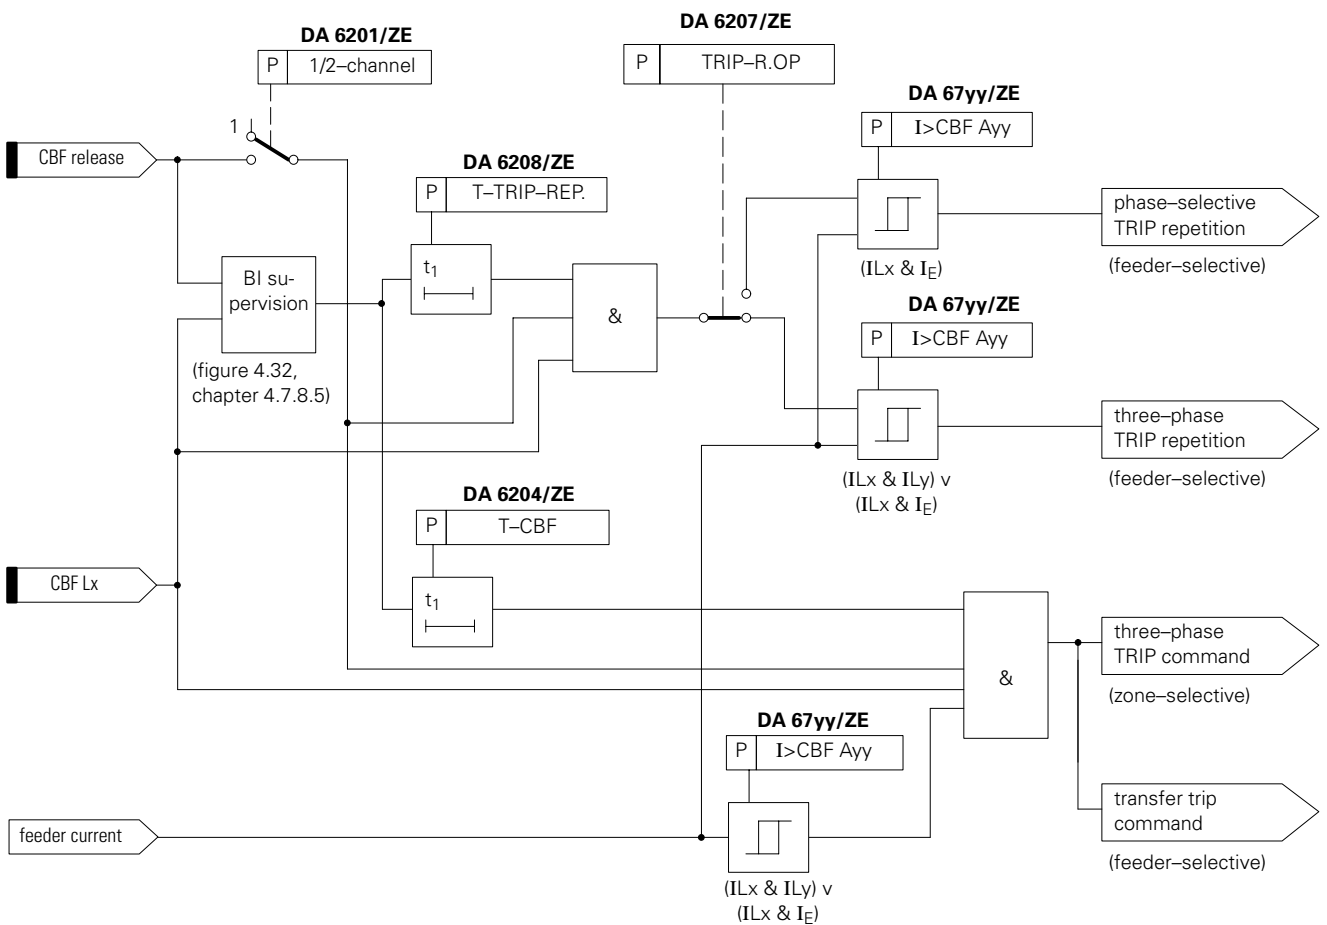 DA 6201/ZE
P 1/2–channel
DA 6207/ZE
P TRIP–R.OP
DA 67yy/ZE
P I>CBF Ayy
1
CBF release
DA 6208/ZE
P T–TRIP–REP.
phase–selective
TRIP repetition
(feeder–selective)
(ILx & IE)
t1
BI su-
pervision
&
(figure 4.32,
chapter 4.7.8.5)
DA 67yy/ZE
P I>CBF Ayy
three–phase
TRIP repetition
(feeder–selective)
(ILx & ILy) v
(ILx & IE)
DA 6204/ZE
P T–CBF
CBF Lx
t1
&
three–phase
TRIP command
(zone–selective)
DA 67yy/ZE
P I>CBF Ayy
transfer trip
command
(feeder–selective)
feeder current
(ILx & ILy) v
(ILx & IE)